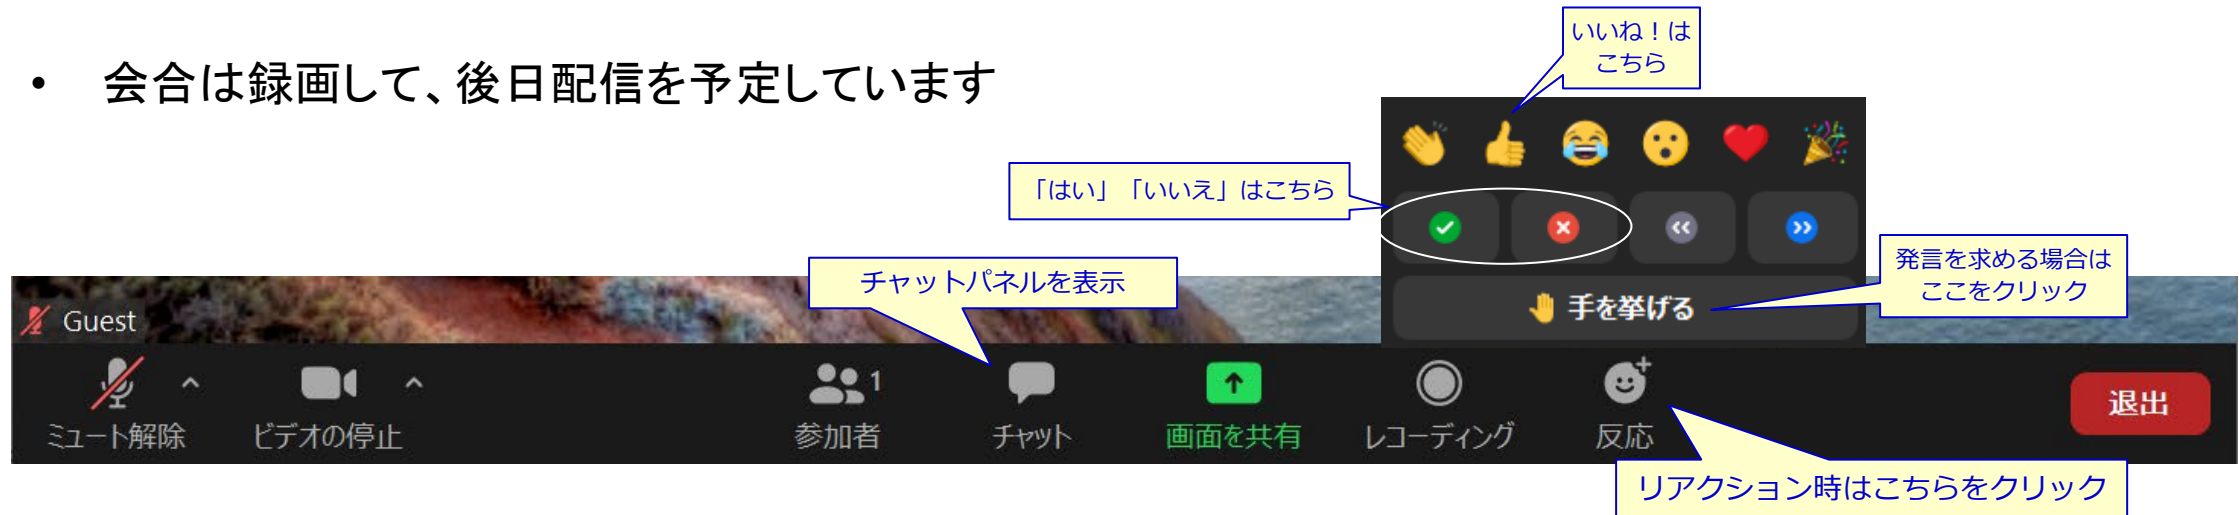 • 会合は録画して、後日配信を予定しています
いいね！は
こちら
「はい」「いいえ」はこちら
チャットパネルを表示
発言を求める場合は
ここをクリック
手を挙げる
Guest
1
ミュート解除 ビデオの停止 参加者 チャット 画面を共有 レコーディング 反応 退出
リアクション時はこちらをクリック